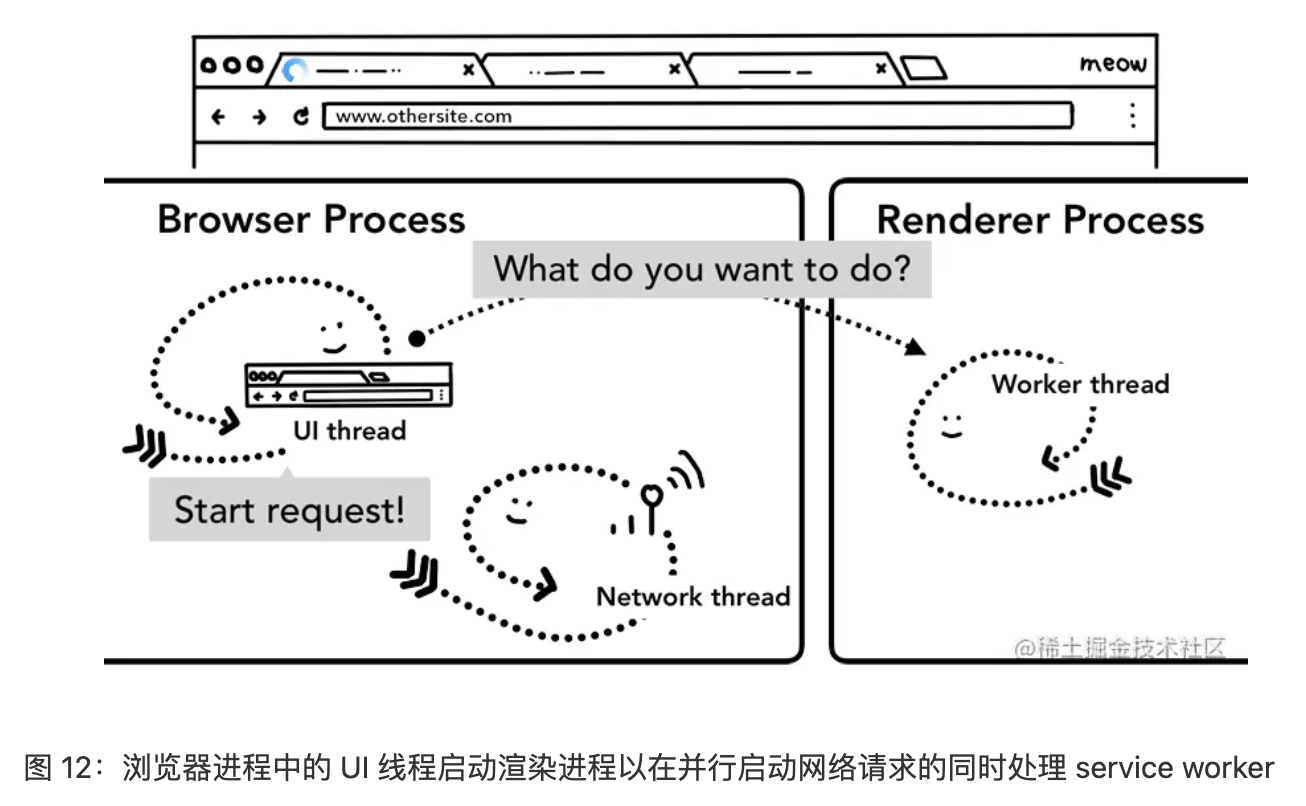 meow
www.othersite.com
Browser Process
Renderer Process
What do you want to do?
Worker thread
UI thread
Start request!
Network thread
@稀土掘金技术社区
图 12：浏览器进程中的 UI 线程启动渲染进程以在并行启动网络请求的同时处理 service worker